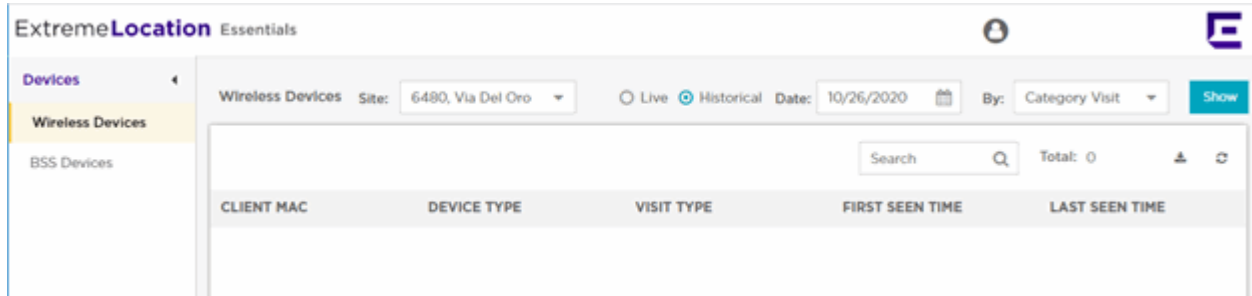 ExtremeLocation Essentials
Devices
Wireless Devices
BSS Devices
Wireless Devices Site: 6480, Via Del Oro Live Historical Date: 10/26/2020 By: Category Visit Show
Search Total: 0
CLIENT MAC DEVICE TYPE VISIT TYPE FIRST SEEN TIME LAST SEEN TIME